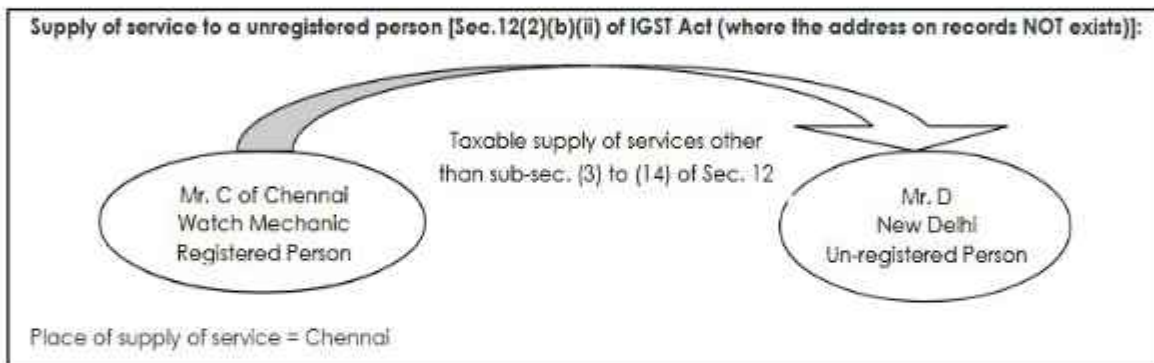 Supply of service to a unregistered person [Sec.12(2)(b)(ii) of IGST Act (where the address on records NOT exists)]:
Taxable supply of services other
than sub-sec. (3) to (14) of Sec. 12
Mr. C of Chennai
Watch Mechanic
Registered Person
Mr. D
New Delhi
Un-registered Person
Place of supply of service = Chennai